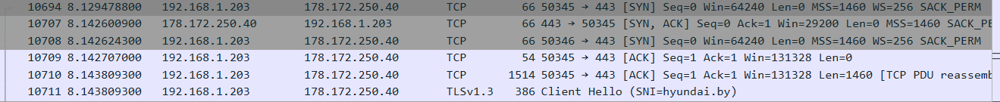 10694 8.129478800 192.168.1.203 178.172.250.40 TCP 66 50345 → 443 [SYN] Seq=0 Win=64240 Len=0 MSS=1460 WS=256 SACK_PERM
10707 8.142600900 178.172.250.40 192.168.1.203 TCP 66 443 → 50345 [SYN, ACK] Seq=0 Ack=1 Win=29200 Len=0 MSS=1460 SACK_PE
10708 8.142624300 192.168.1.203 178.172.250.40 TCP 66 50346 → 443 [SYN] Seq=0 Win=64240 Len=0 MSS=1460 WS=256 SACK_PERM
10709 8.142707000 192.168.1.203 178.172.250.40 TCP 54 50345 → 443 [ACK] Seq=1 Ack=1 Win=131328 Len=0
10710 8.143809300 192.168.1.203 178.172.250.40 TCP 1514 50345 → 443 [ACK] Seq=1 Ack=1 Win=131328 Len=1460 [TCP PDU reassemb
10711 8.143809300 192.168.1.203 178.172.250.40 TLSv1.3 386 Client Hello (SNI=hyundai.by)